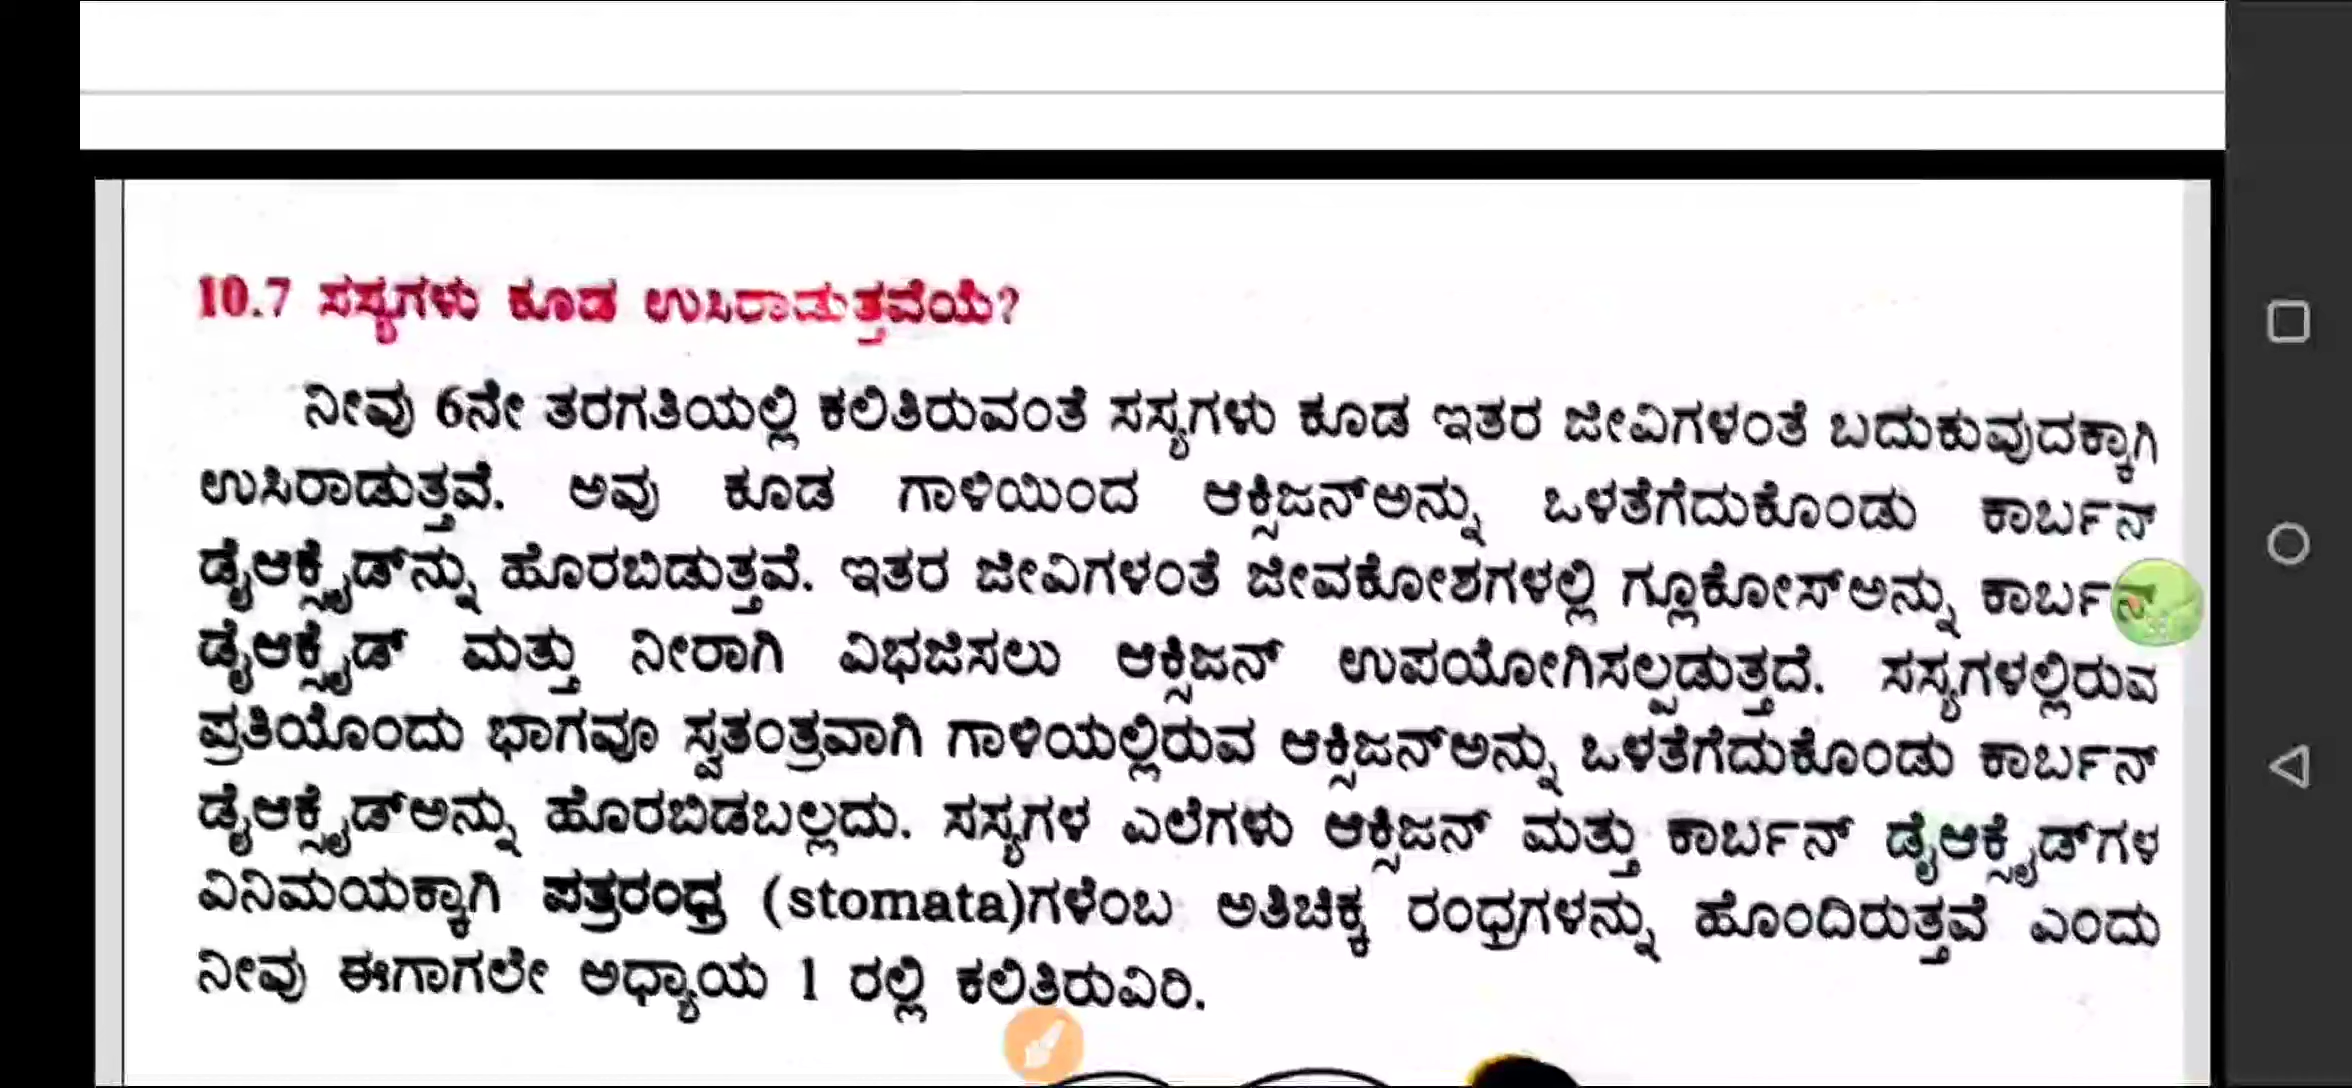 10.7 ಸಸ್ಯಗಳು ಕೂಡ ಉಸಿರಾಡುತ್ತವೆಯೆ?
ನೀವು 6ನೇ ತರಗತಿಯಲ್ಲಿ ಕಲಿತಿರುವಂತೆ ಸಸ್ಯಗಳು ಕೂಡ ಇತರ ಜೀವಿಗಳಂತೆ ಬದುಕುವುದಕ್ಕಾಗಿ
ಉಸಿರಾಡುತ್ತವೆ. ಅವು ಕೂಡ ಗಾಳಿಯಿಂದ ಆಕ್ಸಿಜನ್‌ಅನ್ನು ಒಳತೆಗೆದುಕೊಂಡು ಕಾರ್ಬನ್
ಡೈಆಕ್ಸೈಡ್‌ನ್ನು ಹೊರಬಿಡುತ್ತವೆ. ಇತರ ಜೀವಿಗಳಂತೆ ಜೀವಕೋಶಗಳಲ್ಲಿ ಗ್ಲೂಕೋಸ್‌ಅನ್ನು ಕಾರ್ಬನ್
ಡೈಆಕ್ಸೈಡ್ ಮತ್ತು ನೀರಾಗಿ ವಿಭಜಿಸಲು ಆಕ್ಸಿಜನ್ ಉಪಯೋಗಿಸಲ್ಪಡುತ್ತದೆ. ಸಸ್ಯಗಳಲ್ಲಿರುವ
ಪ್ರತಿಯೊಂದು ಭಾಗವೂ ಸ್ವತಂತ್ರವಾಗಿ ಗಾಳಿಯಲ್ಲಿರುವ ಆಕ್ಸಿಜನ್‌ಅನ್ನು ಒಳತೆಗೆದುಕೊಂಡು ಕಾರ್ಬನ್
ಡೈಆಕ್ಸೈಡ್‌ಅನ್ನು ಹೊರಬಿಡಬಲ್ಲದು. ಸಸ್ಯಗಳ ಎಲೆಗಳು ಆಕ್ಸಿಜನ್ ಮತ್ತು ಕಾರ್ಬನ್ ಡೈಆಕ್ಸೈಡ್‌ಗಳ
ವಿನಿಮಯಕ್ಕಾಗಿ ಪತ್ರರಂಧ್ರ (stomata)ಗಳೆಂಬ ಅತಿಚಿಕ್ಕ ರಂಧ್ರಗಳನ್ನು ಹೊಂದಿರುತ್ತವೆ ಎಂದು
ನೀವು ಈಗಾಗಲೇ ಅಧ್ಯಾಯ 1 ರಲ್ಲಿ ಕಲಿತಿರುವಿರಿ.